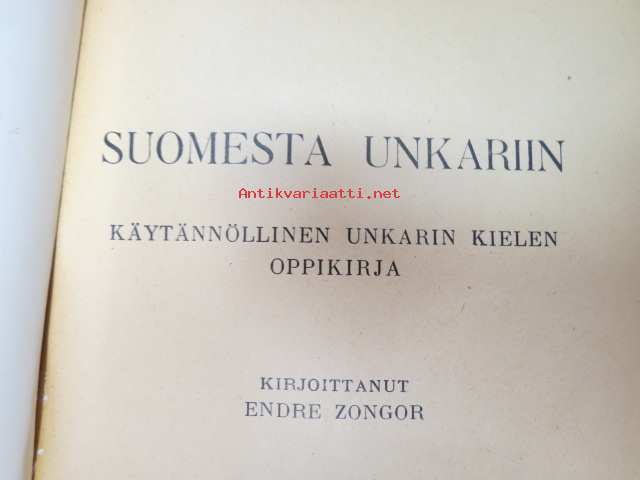 SUOMESTA UNKARIIN
Antikvariaatti.net
KÄYTÄNNÖLLINEN UNKARIN KIELEN
OPPIKIRJA
KIRJOITTANUT
ENDRE ZONGOR